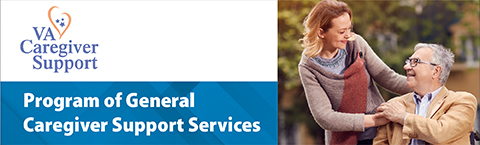 VA
Caregiver
Support
Program of General
Caregiver Support Services